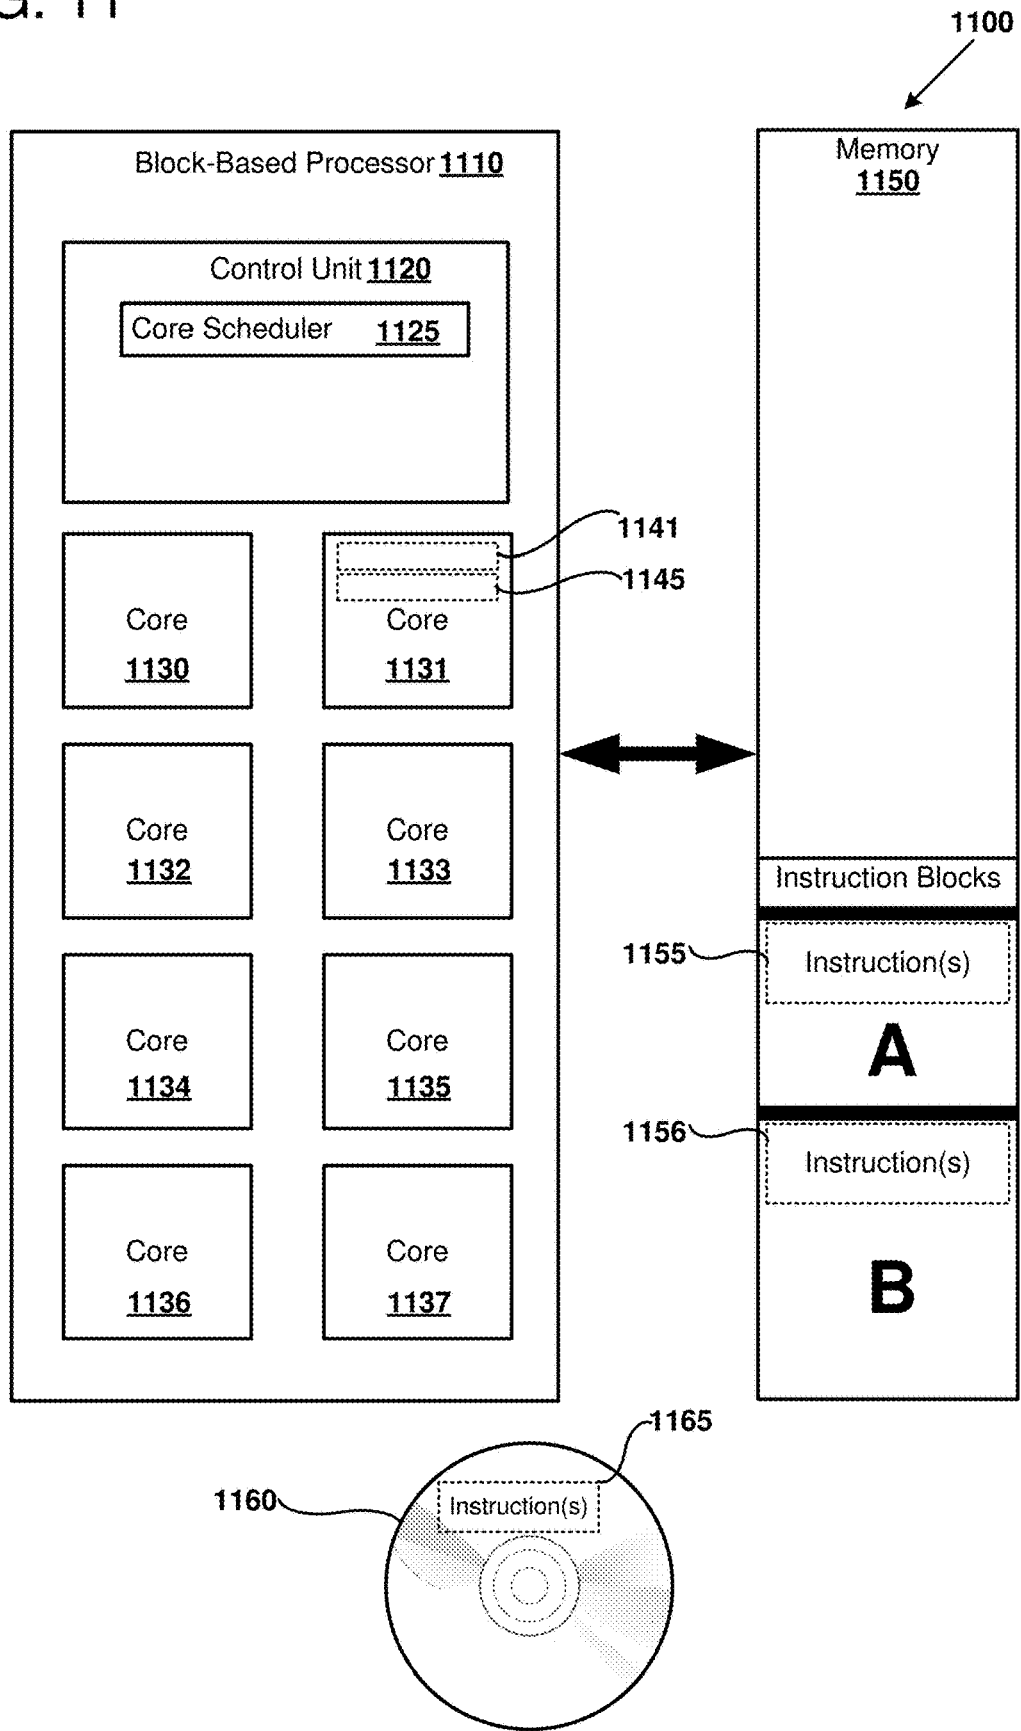 1100
Block-Based Processor 1110
Memory
1150
Control Unit 1120
Core Scheduler 1125
1141
1145
Core
1130
Core
1131
Core
1132
Core
1133
Instruction Blocks
1155
Instruction(s)
A
Core
1134
Core
1135
1156
Instruction(s)
B
Core
1136
Core
1137
1165
1160
Instruction(s)